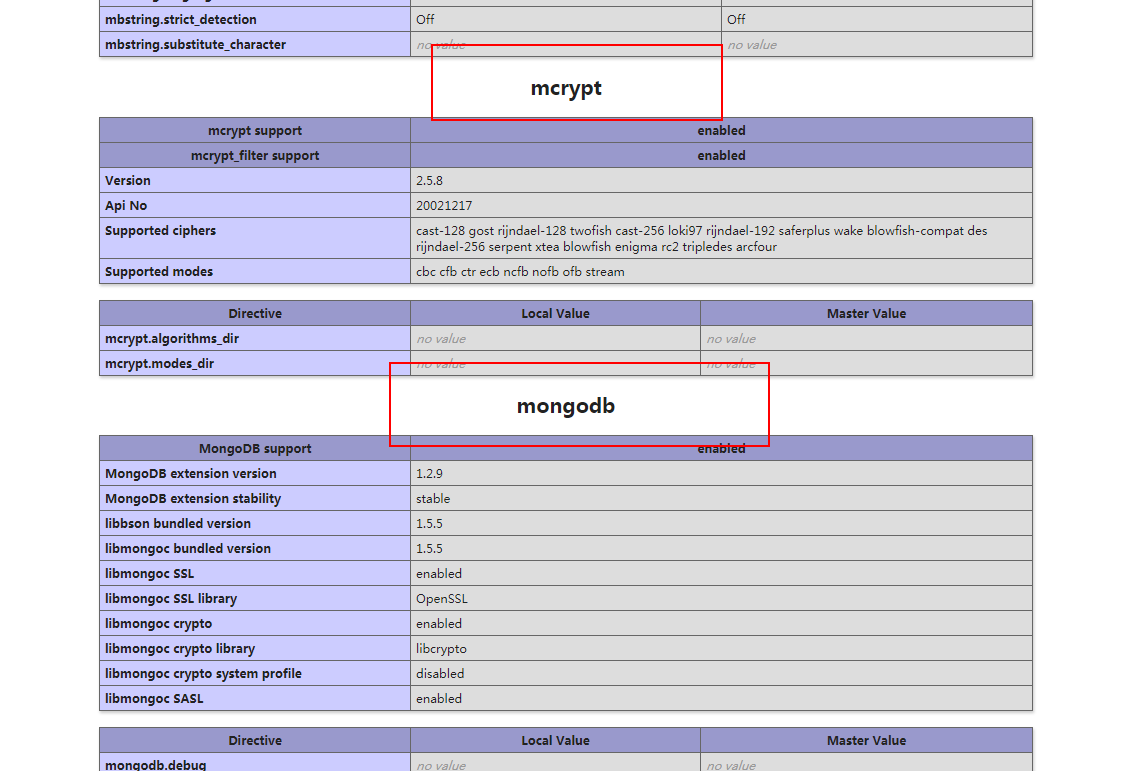 mbstring.strict_detection Off Off
mbstring.substitute_character no value no value
mcrypt
mcrypt support enabled
mcrypt_filter support enabled
Version 2.5.8
Api No 20021217
Supported ciphers cast-128 gost rijndael-128 twofish cast-256 loki97 rijndael-192 saferplus wake blowfish-compat des
rijndael-256 serpent xtea blowfish enigma rc2 tripledes arcfour
Supported modes cbc cfb ctr ecb ncfb nofb ofb stream
Directive Local Value Master Value
mcrypt.algorithms_dir no value no value
mcrypt.modes_dir no value no value
mongodb
MongoDB support enabled
MongoDB extension version 1.2.9
MongoDB extension stability stable
libbson bundled version 1.5.5
libmongoc bundled version 1.5.5
libmongoc SSL enabled
libmongoc SSL library OpenSSL
libmongoc crypto enabled
libmongoc crypto library libcrypto
libmongoc crypto system profile disabled
libmongoc SASL enabled
Directive Local Value Master Value
mongodb.debug no value no value